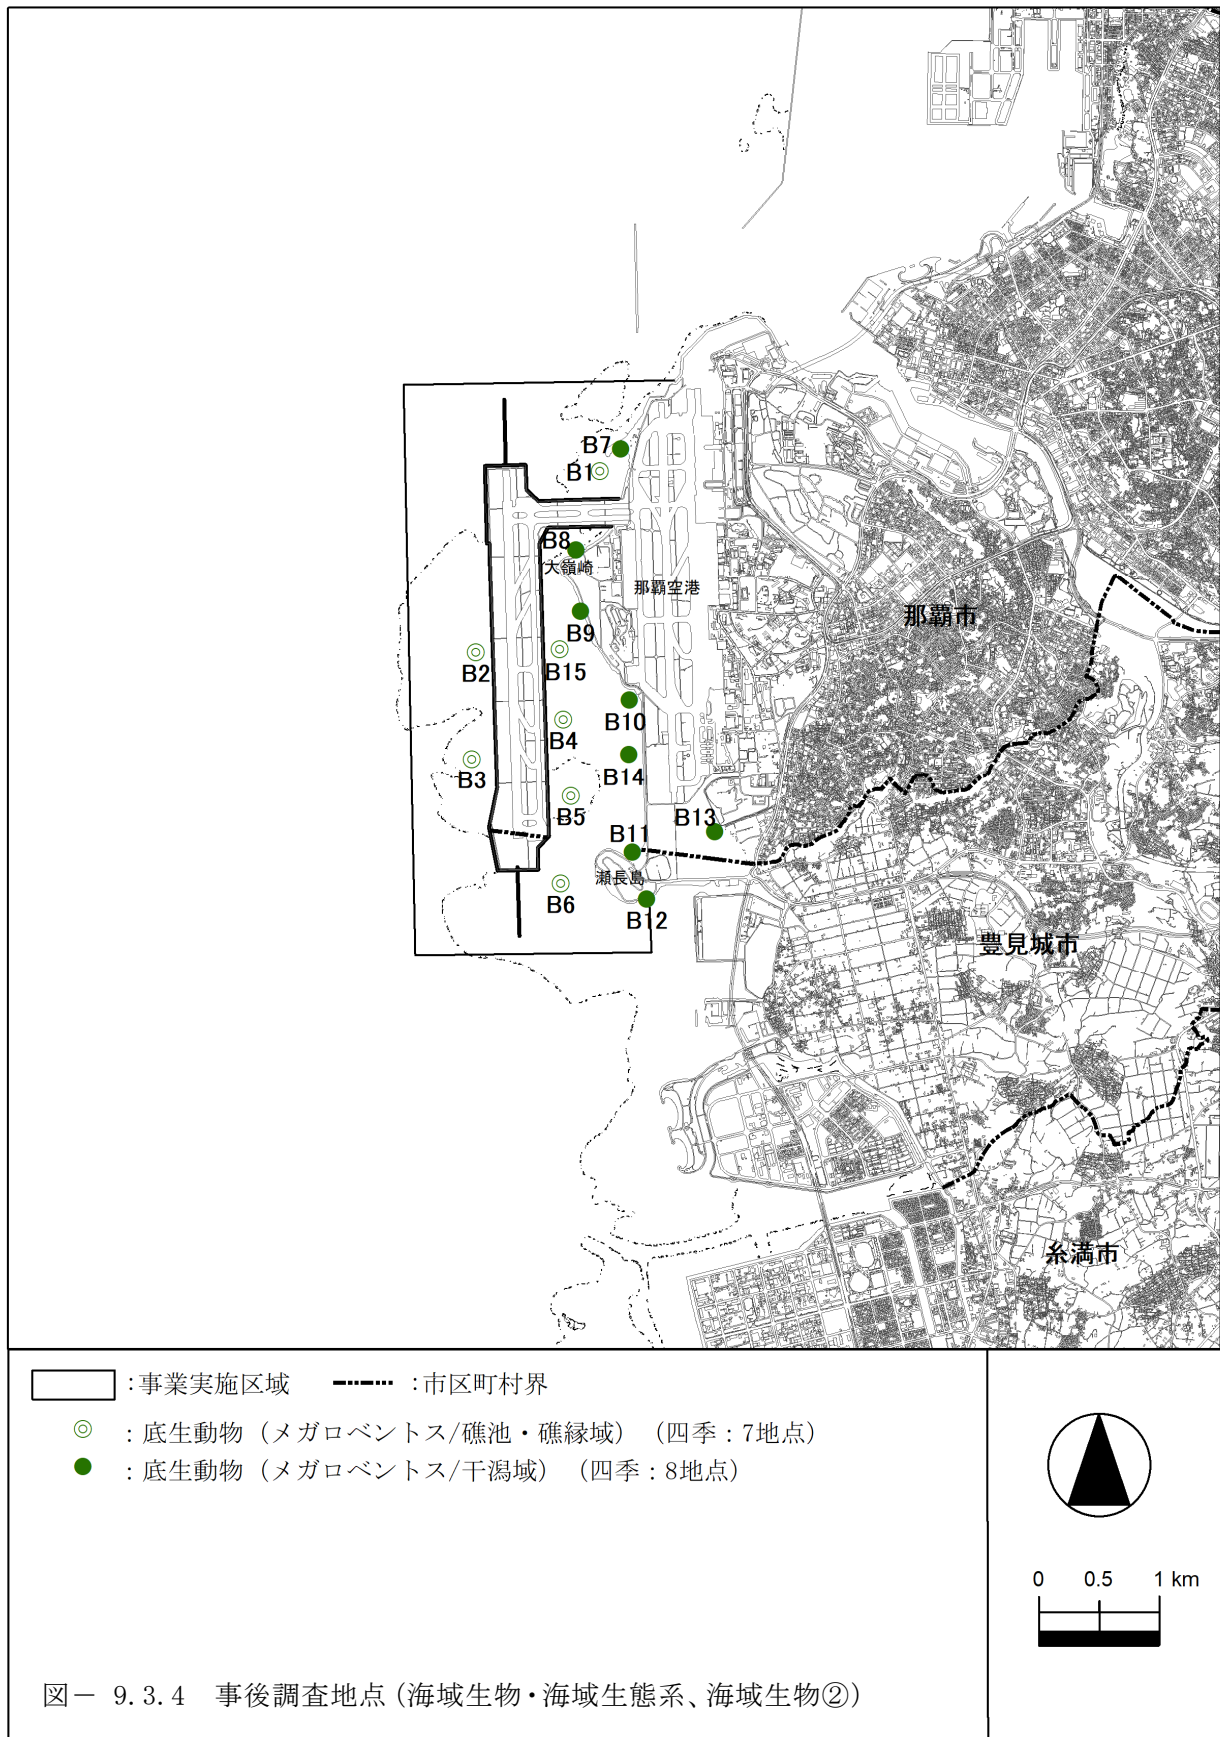 B7
B1
B8
大嶺崎
那覇空港
那覇市
B9
B2
B15
B10
B4
B3
B14
B5
B13
B11
瀬長島
B6
B12
豊見城市
糸満市
:事業実施区域
:市区町村界
:底生動物（メガロベントス/礁池・礁縁域）（四季：7地点）
:底生動物（メガロベントス/干潟域）（四季：8地点）
0 0.5 1 km
図－ 9.3.4 事後調査地点（海域生物・海域生態系、海域生物②）